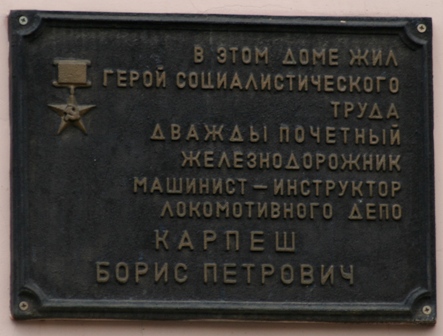 В ЭТОМ ДОМЕ ЖИЛ
ГЕРОЙ СОЦИАЛИСТИЧЕСКОГО
ТРУДА
ДВАЖДЫ ПОЧЕТНЫЙ
ЖЕЛЕЗНОДОРОЖНИК
МАШИНИСТ – ИНСТРУКТОР
ЛОКОМОТИВНОГО ДЕПО
КАРПЕШ
БОРИС ПЕТРОВИЧ